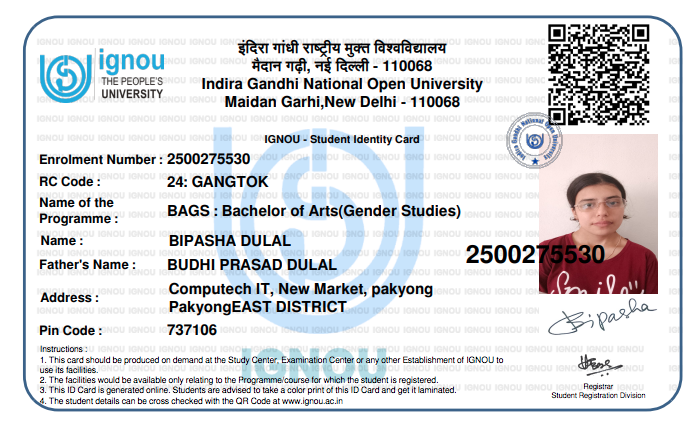 ignou
THE PEOPLE'S
UNIVERSITY
इंदिरा गांधी राष्ट्रीय मुक्त विश्वविद्यालय
मैदान गढ़ी, नई दिल्ली - 110068
Indira Gandhi National Open University
Maidan Garhi,New Delhi - 110068
IGNOU - Student Identity Card
Indira Gandhi National Open University
Enrolment Number : 2500275530
RC Code : 24: GANGTOK
Name of the
Programme : BAGS : Bachelor of Arts(Gender Studies)
Name : BIPASHA DULAL
Father's Name : BUDHI PRASAD DULAL
2500275530
Address : Computech IT, New Market, pakyong
PakyongEAST DISTRICT
Smile
Bipasha
Pin Code : 737106
Instructions :
1. This card should be produced on demand at the Study Center, Examination Center or any other Establishment of IGNOU to
use its facilities.
2. The facilities would be available only relating to the Programme/course for which the student is registered.
3. This ID Card is generated online. Students are advised to take a color print of this ID Card and get it laminated.
4. The student details can be cross checked with the QR Code at www.ignou.ac.in
IGNOU
Registrar
Student Registration Division